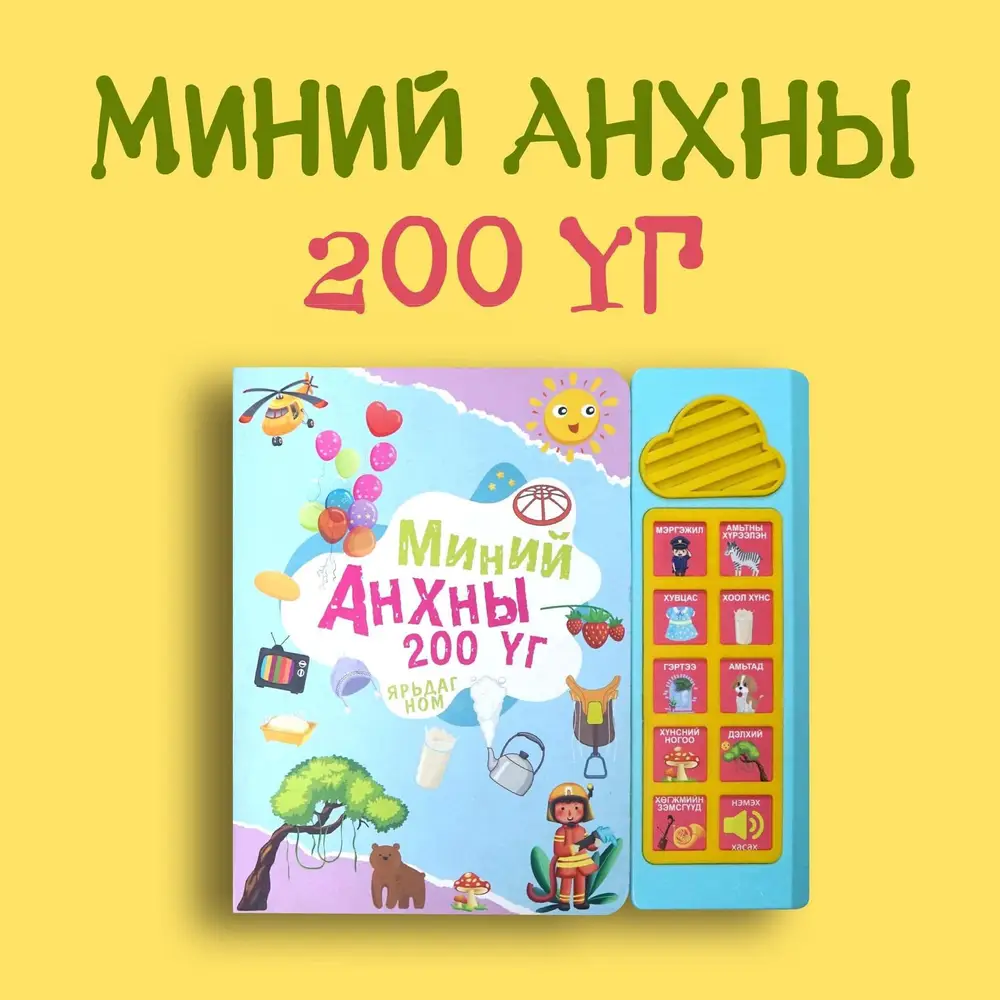 МИНИЙ АНХНЫ
200 ҮГ
Миний
Анхны
200 ҮГ
ЯРЬДАГ
НОМ
МЭРГЭЖИЛ
АМЬТНЫ
ХҮРЭЭЛЭН
ХУВЦАС
ХООЛ ХҮНС
ГЭРТЭЭ
АМЬТАД
ХҮНСНИЙ
НОГОО
ДЭЛХИЙ
ХӨГЖМИЙН
ЗЭМСГҮҮД
НЭМЭХ
ХАСАХ